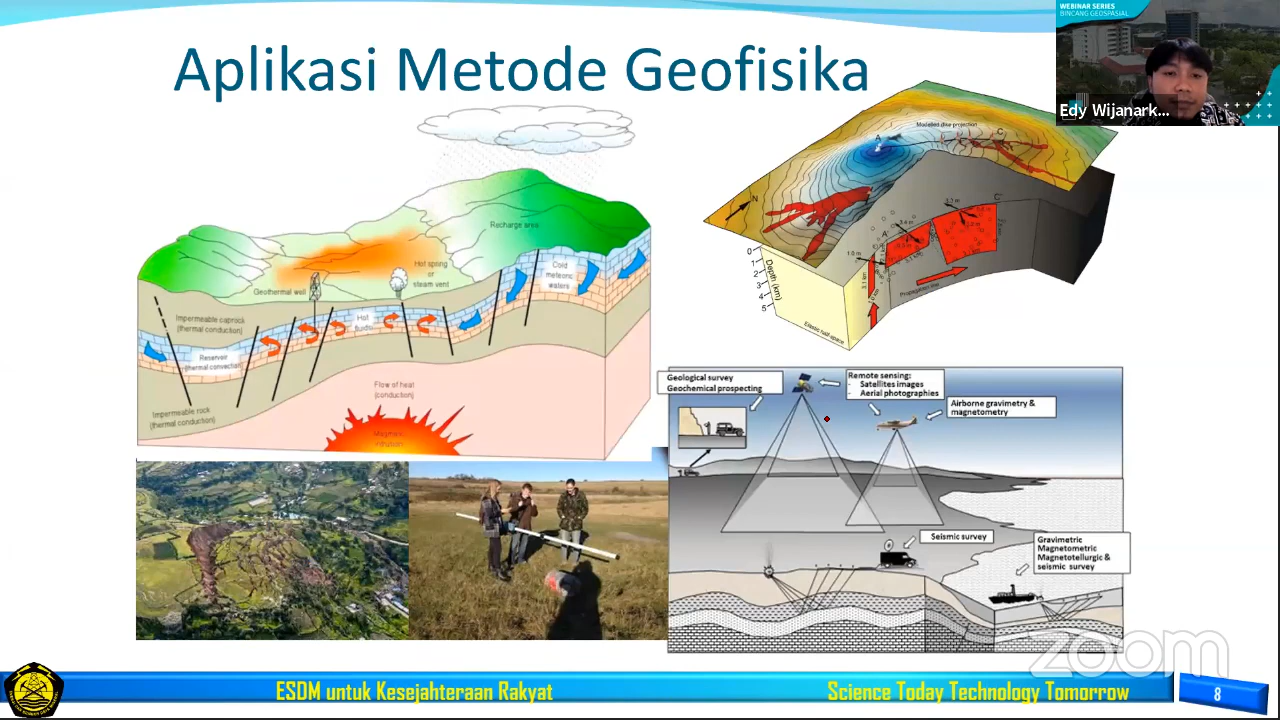 WEBINAR SERIES
BINCANG GEOSPASIAL
Edy Wijanark...
Aplikasi Metode Geofisika
Recharge area
Hot spring
or
steam vent
Cold
meteoric
waters
Geothermal well
Impermeable caprock
(thermal conduction)
Hot
fluids
Reservoir
(thermal convection)
Flow of heat
(conduction)
Impermeable rock
(thermal conduction)
Modelled dike projection
A
C
N
A'
C'
0
1
2
3
4
5
Depth (km)
Propagation line
Elastic half space
Geological survey
Geochemical prospecting
Remote sensing:
- Satellites images
- Aerial photographies
Airborne gravimetry &
magnetometry
Seismic survey
Gravimetric
Magnetometric
Magnetotellurgic &
seismic survey
zoom
ESDM untuk Kesejahteraan Rakyat
Science Today Technology Tomorrow
8